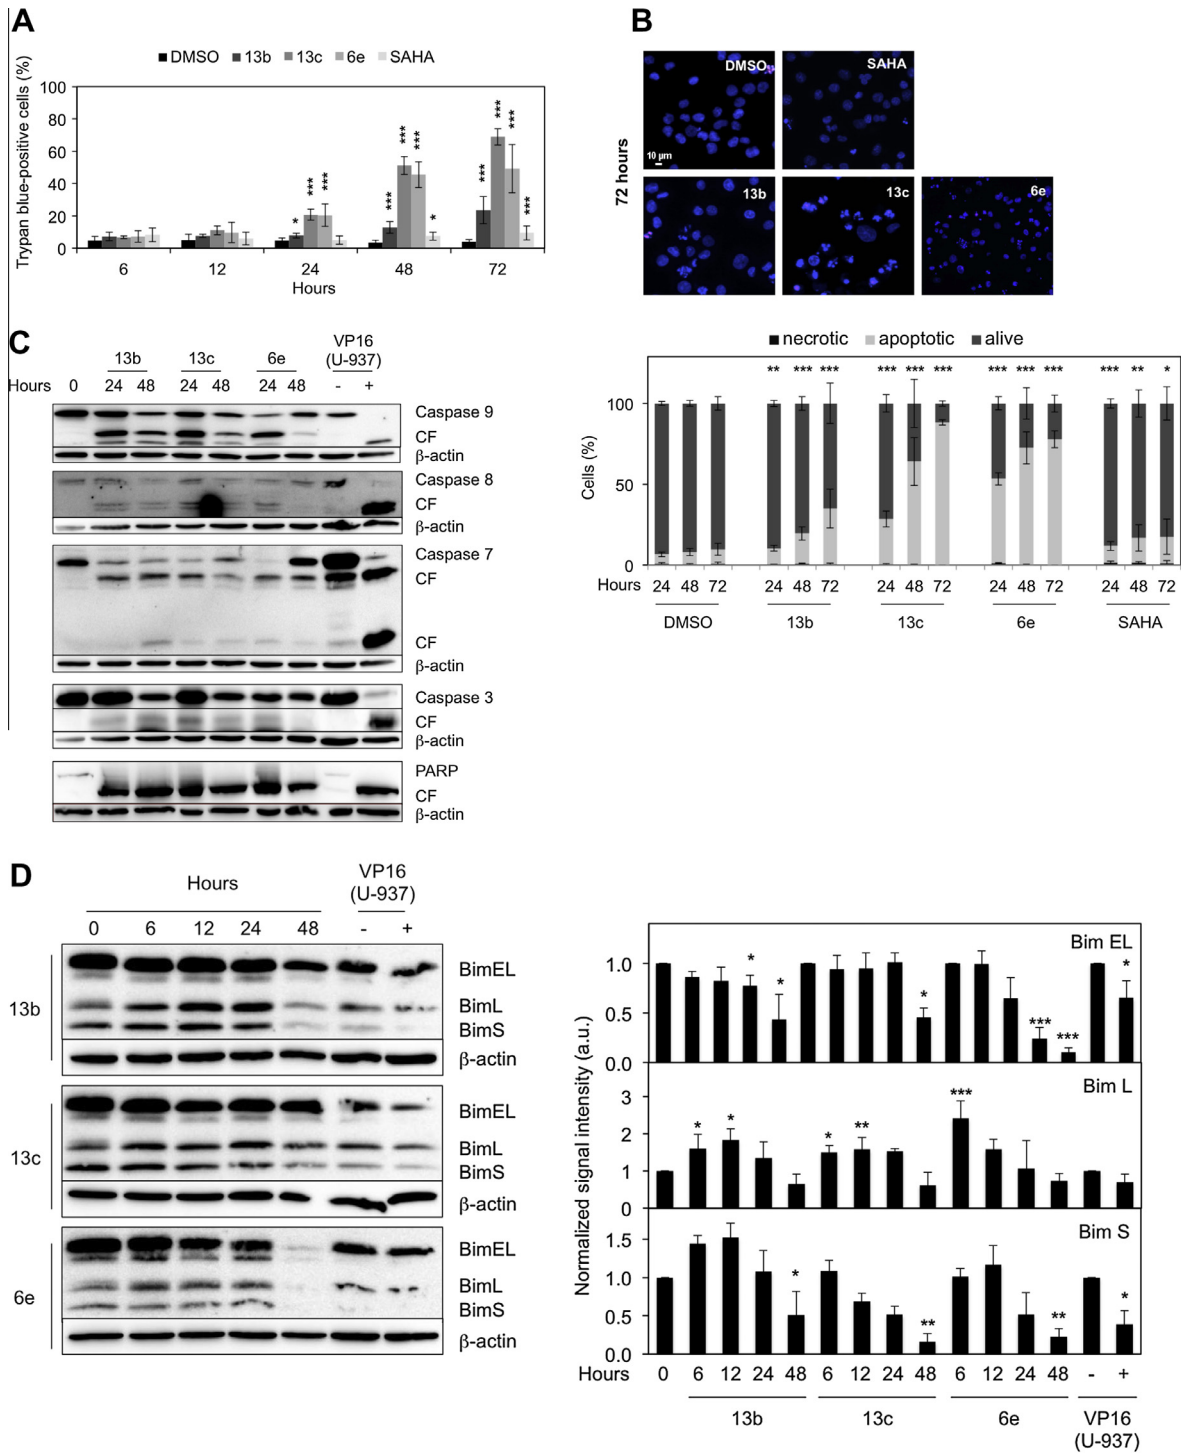 A
DMSO 13b 13c 6e SAHA
Trypan blue-positive cells (%)
100
80
60
40
20
0
*** *** *** *** *** *** *** * * *** ***
6 12 24 48 72
Hours
B
72 hours
DMSO SAHA
10 µm
13b 13c 6e
necrotic apoptotic alive
** *** *** *** *** *** *** *** *** *** ** *
Cells (%)
100
50
0
Hours 24 48 72 24 48 72 24 48 72 24 48 72 24 48 72
DMSO 13b 13c 6e SAHA
C
VP16
(U-937)
13b 13c 6e
Hours 0 24 48 24 48 24 48 - +
Caspase 9
CF
β-actin
Caspase 8
CF
β-actin
Caspase 7
CF
CF
β-actin
Caspase 3
CF
β-actin
PARP
CF
β-actin
D
Hours
VP16
(U-937)
0 6 12 24 48 - +
13b
BimEL
BimL
BimS
β-actin
13c
BimEL
BimL
BimS
β-actin
6e
BimEL
BimL
BimS
β-actin
Normalized signal intensity (a.u.)
Bim EL
1.0
0.5
0.0
* * * *** *** *
Bim L
3
2
1
0
* * * ** ***
Bim S
1.5
1.0
0.5
0.0
* ** ** *
Hours 0 6 12 24 48 6 12 24 48 6 12 24 48 - +
13b 13c 6e VP16
(U-937)